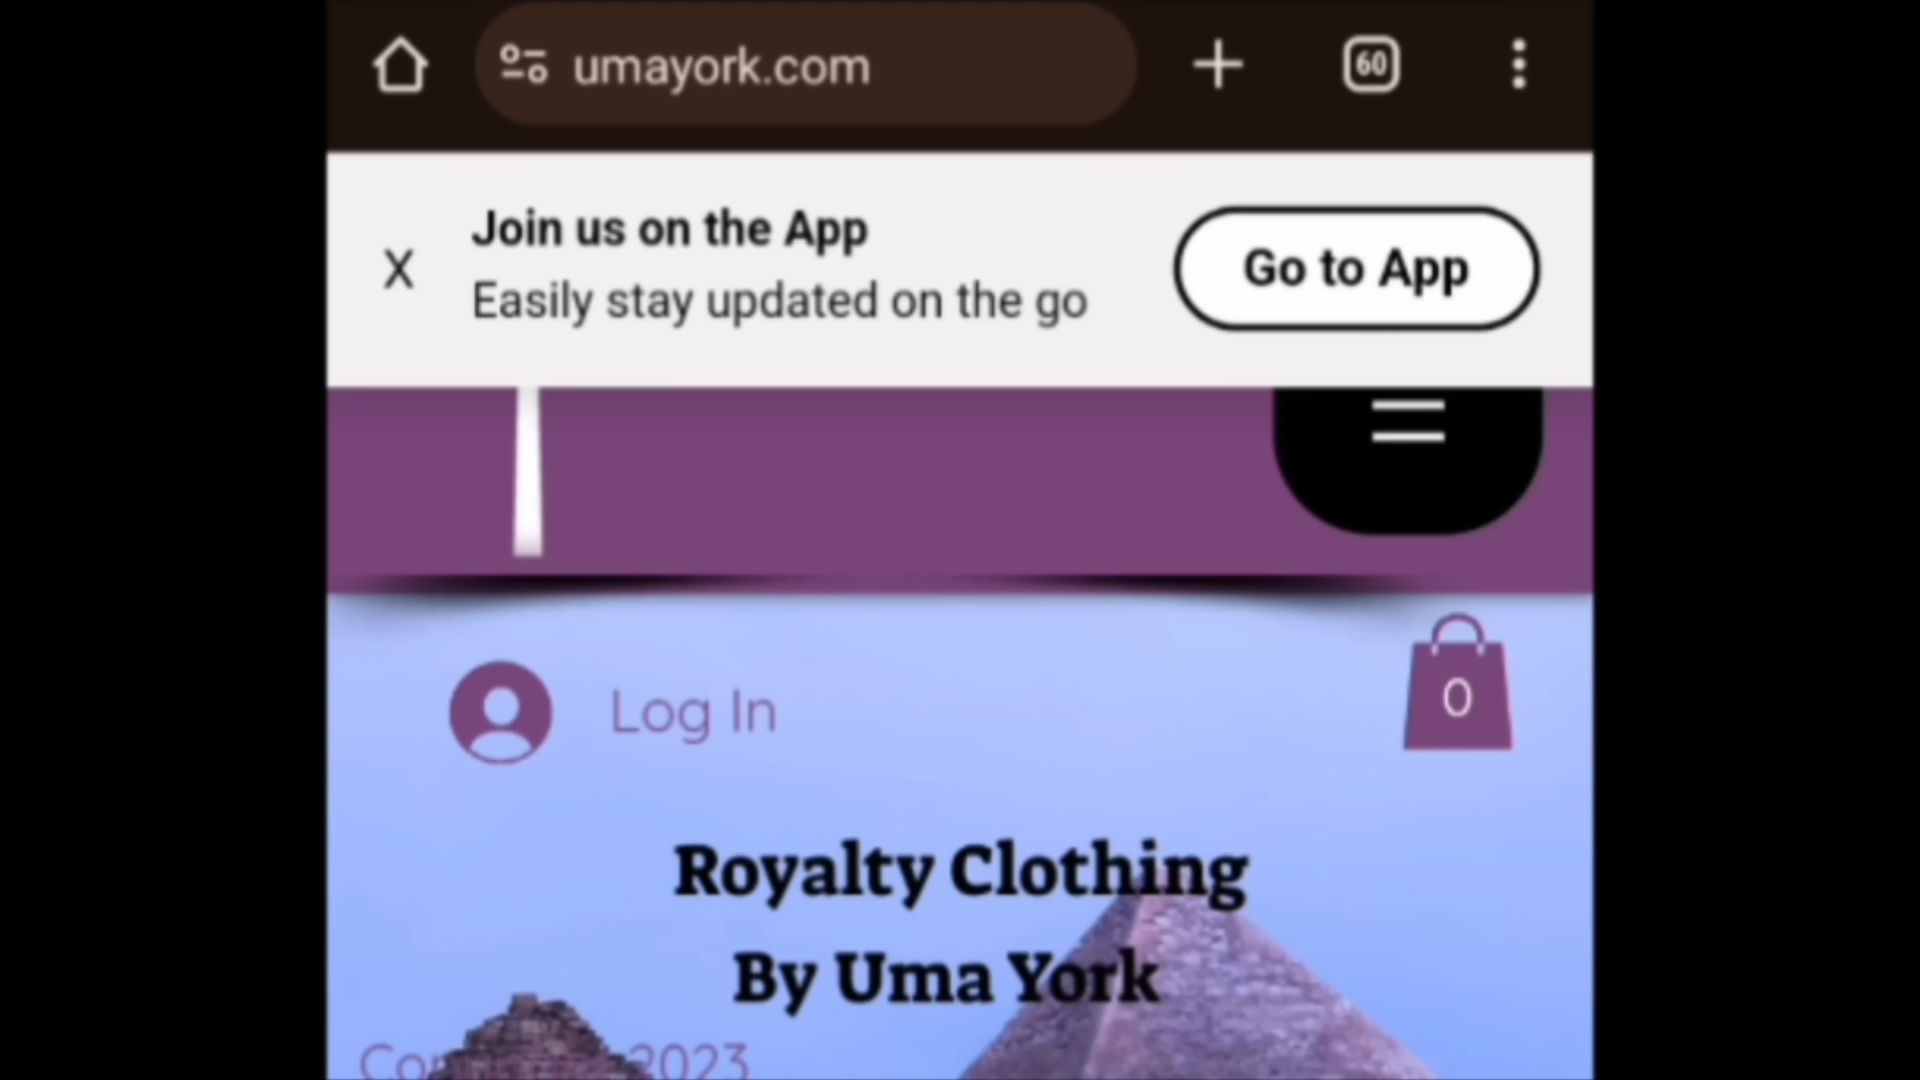 umayork.com
60
Join us on the App
Easily stay updated on the go
Go to App
X
Log In
0
Royalty Clothing
By Uma York
2023